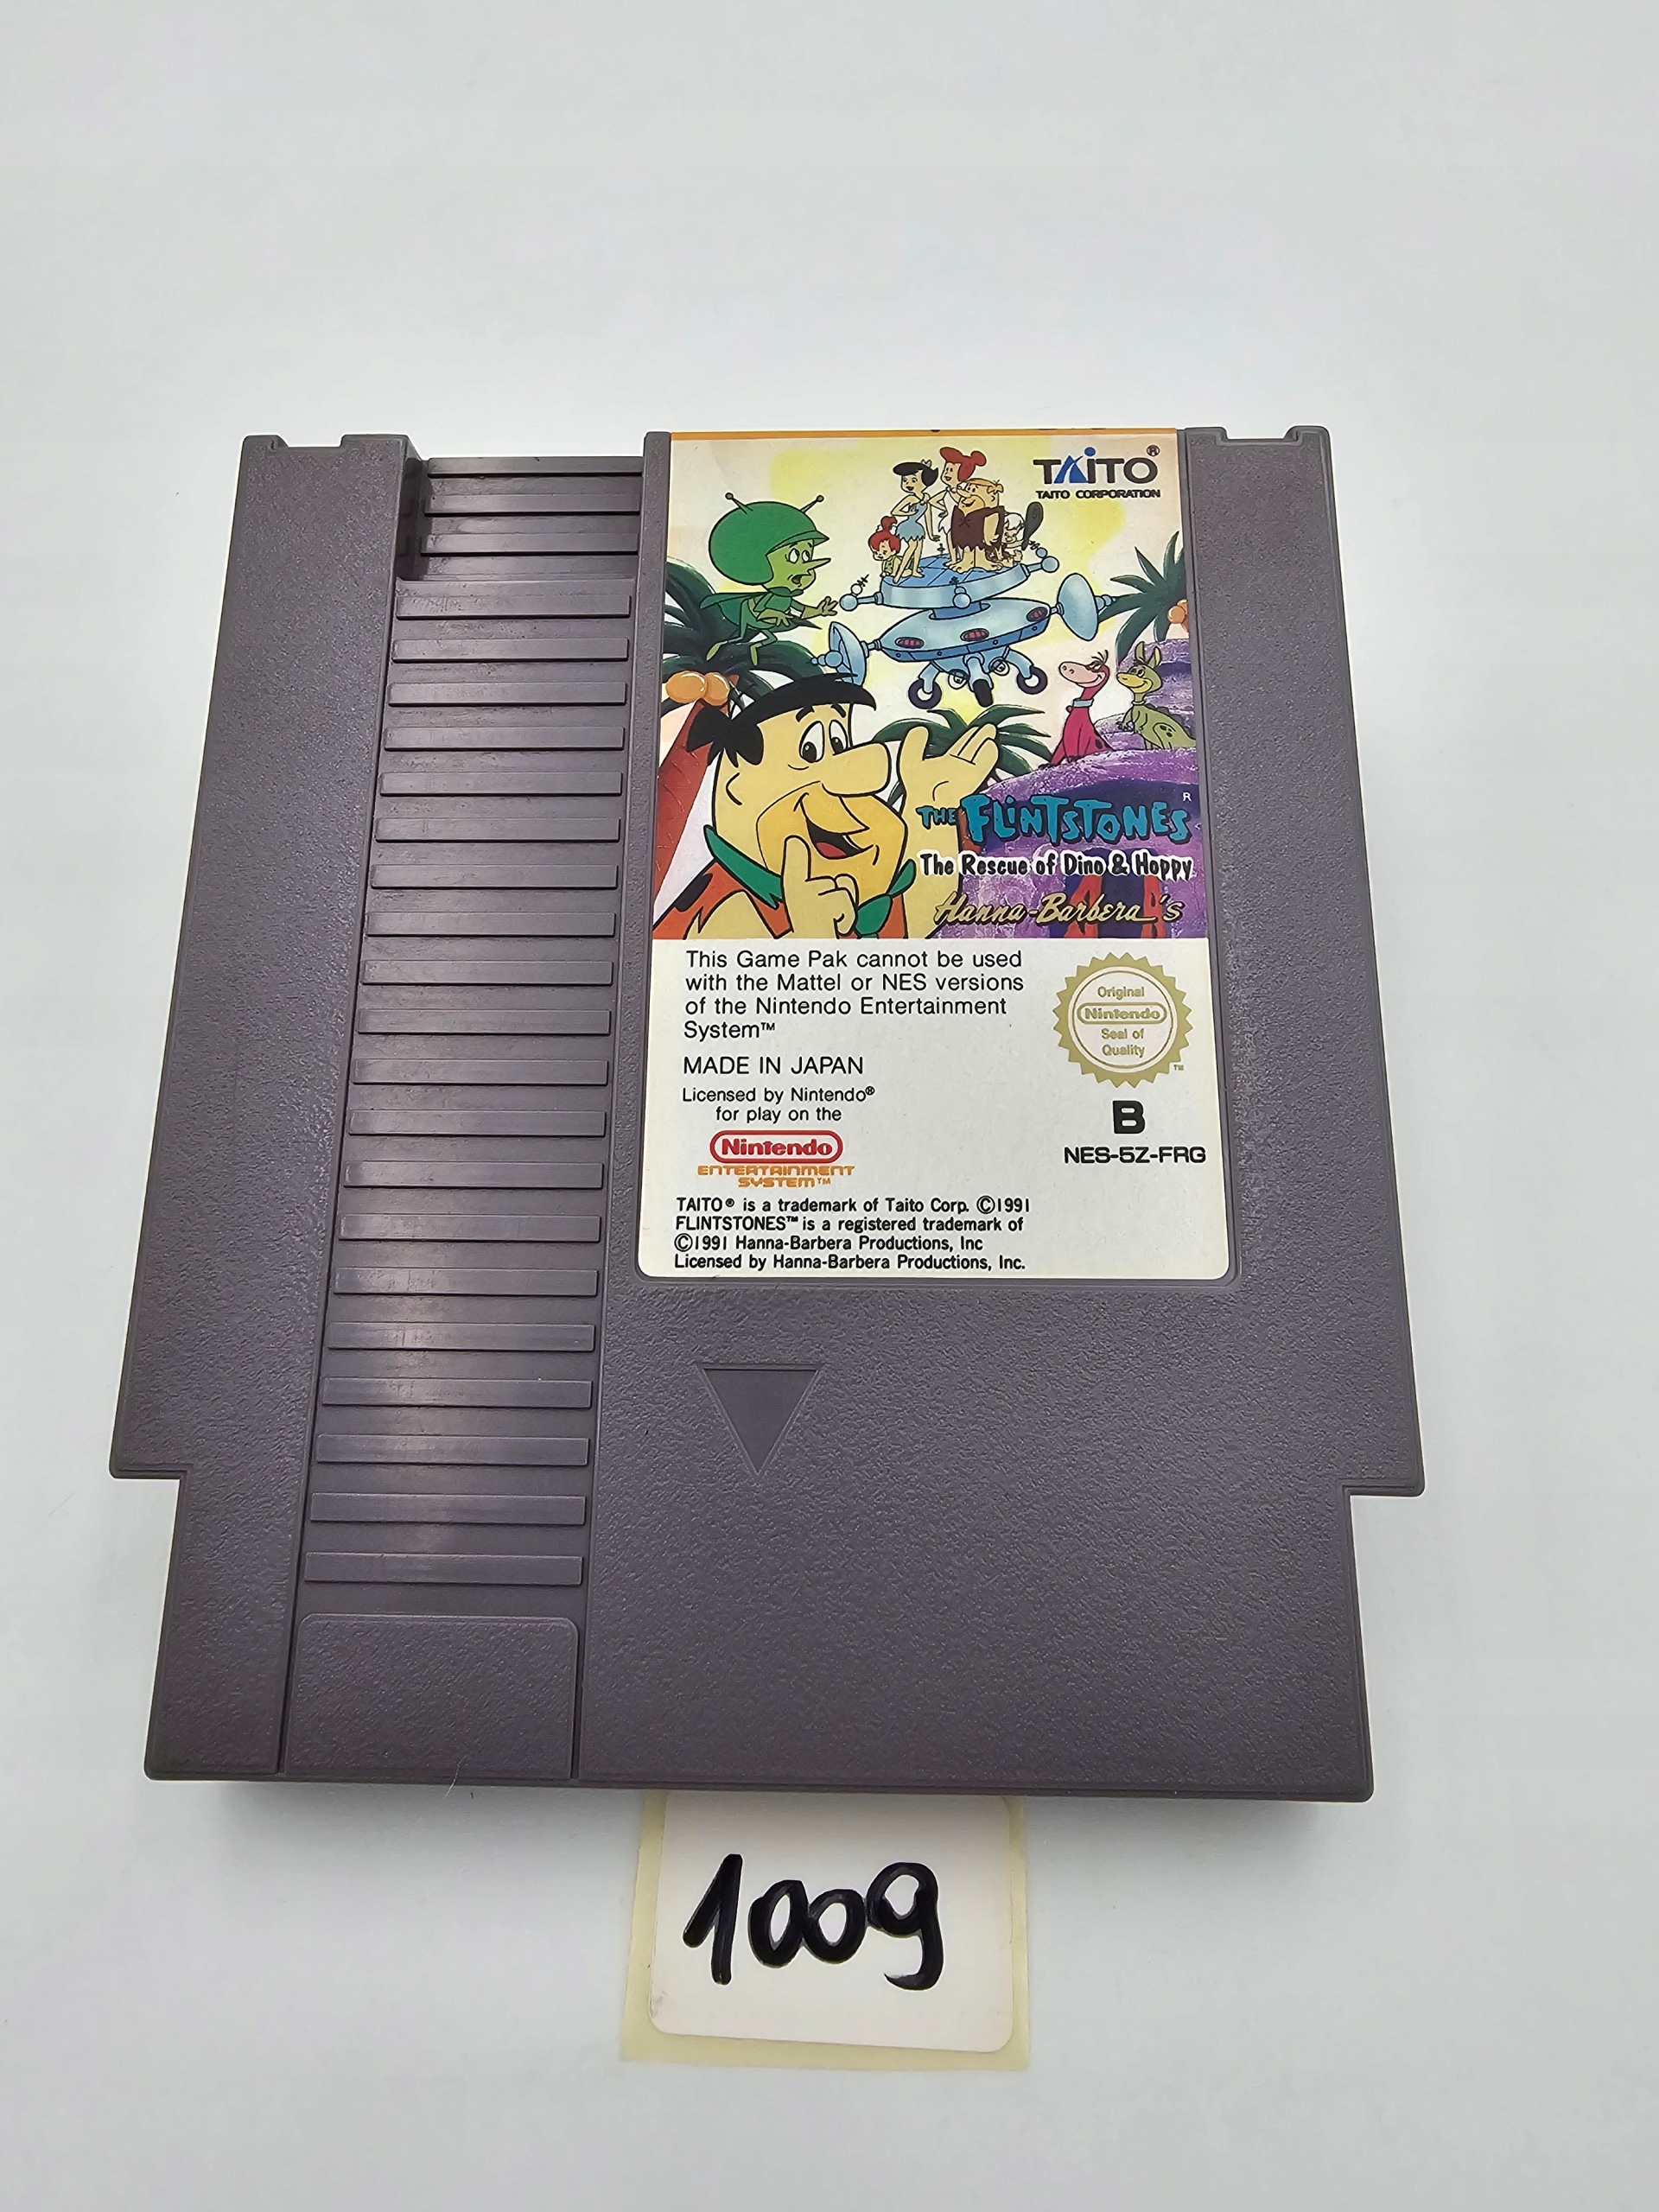 TAITO®
TAITO CORPORATION
THE FLINTSTONES R
The Rescue of Dino & Hoppy
Hanna-Barbera's
This Game Pak cannot be used
with the Mattel or NES versions
of the Nintendo Entertainment
System™
MADE IN JAPAN
Licensed by Nintendo®
for play on the
Nintendo
ENTERTAINMENT
SYSTEM™
Original
Nintendo
Seal of
Quality
TM
B
NES-5Z-FRG
TAITO® is a trademark of Taito Corp. ©1991
FLINTSTONES™ is a registered trademark of
©1991 Hanna-Barbera Productions, Inc
Licensed by Hanna-Barbera Productions, Inc.
1009